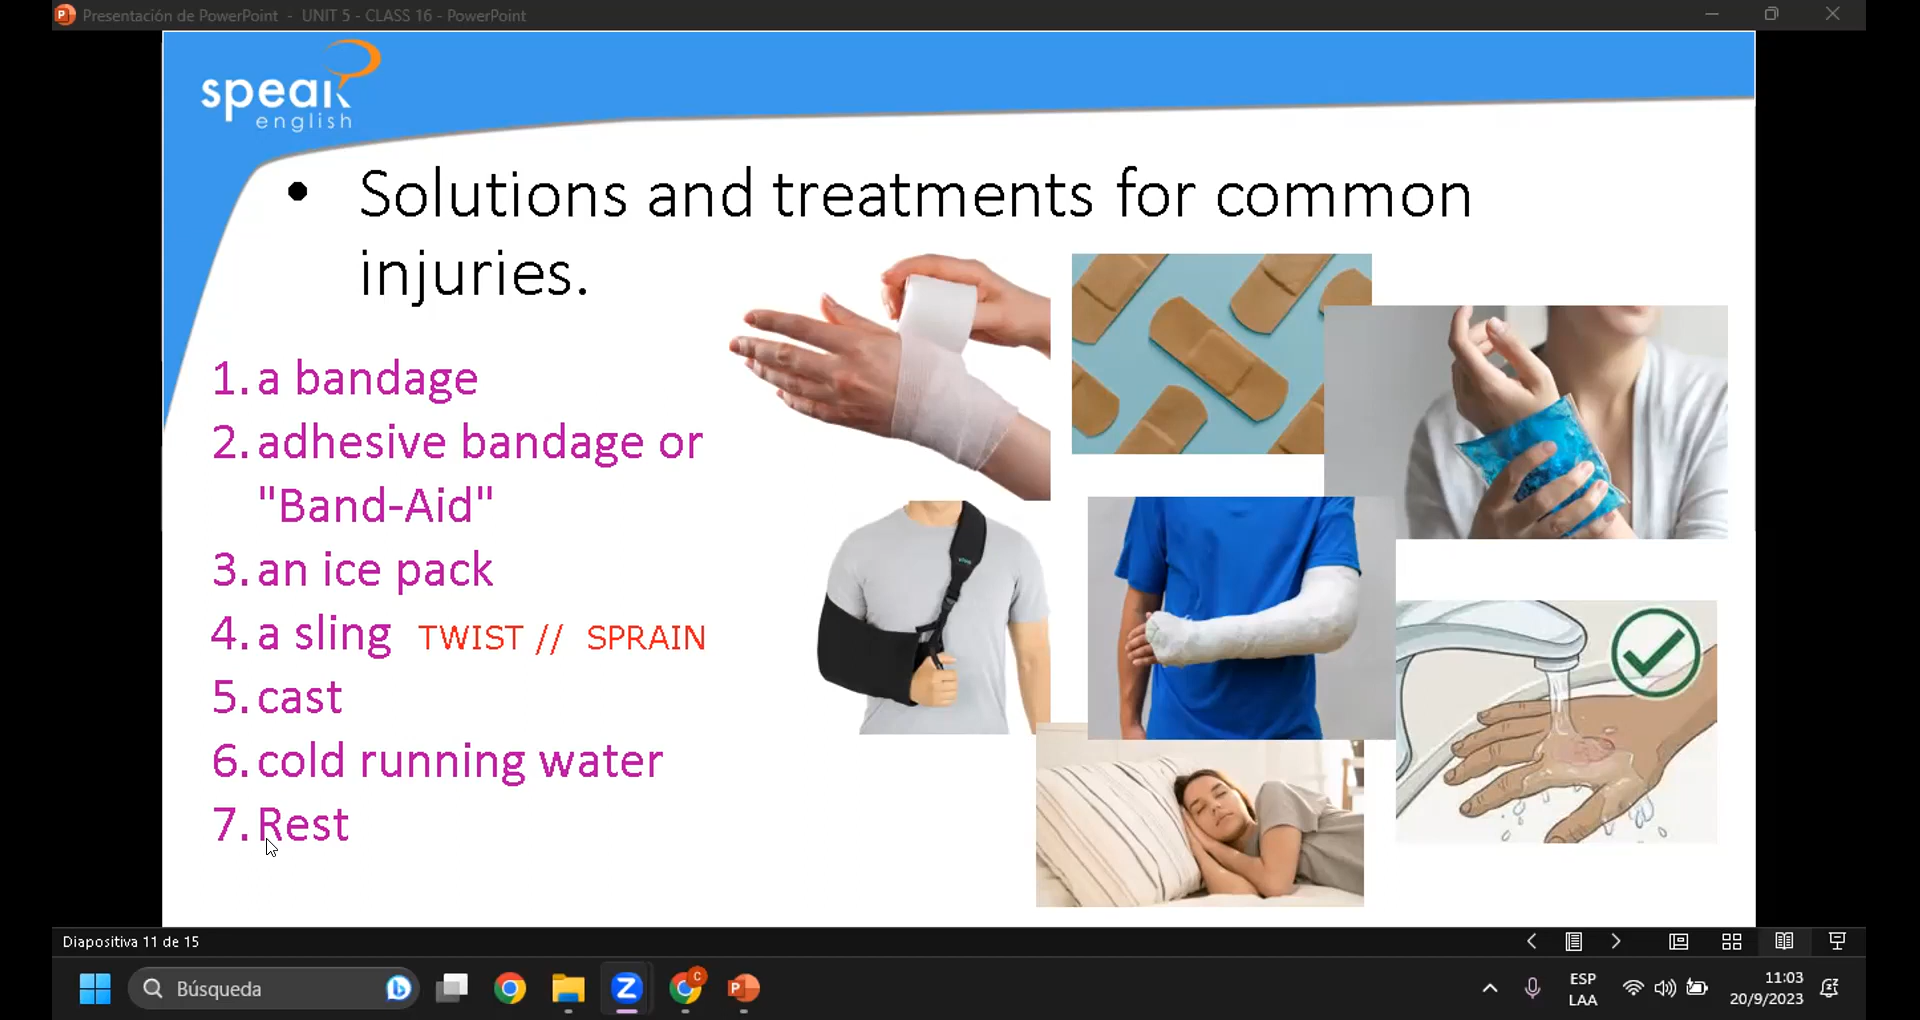 Presentación de PowerPoint - UNIT 5 - CLASS 16 - PowerPoint
speak
english
• Solutions and treatments for common
injuries.
1. a bandage
2. adhesive bandage or
"Band-Aid"
3. an ice pack
4. a sling TWIST // SPRAIN
5. cast
6. cold running water
7. Rest
Diapositiva 11 de 15
Búsqueda
ESP
LAA
11:03
20/9/2023